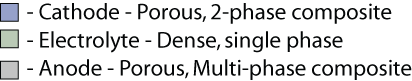 - Cathode - Porous, 2-phase composite
- Electrolyte - Dense, single phase
- Anode - Porous, Multi-phase composite